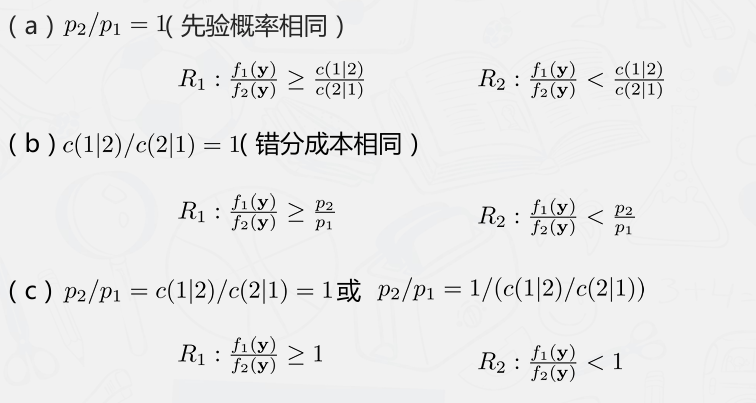 (a) p₂/p₁ = 1(先验概率相同)
R₁ : f₁(y)/f₂(y) ≥ c(1|2)/c(2|1) R₂ : f₁(y)/f₂(y) < c(1|2)/c(2|1)
(b) c(1|2)/c(2|1) = 1(错分成本相同)
R₁ : f₁(y)/f₂(y) ≥ p₂/p₁ R₂ : f₁(y)/f₂(y) < p₂/p₁
(c) p₂/p₁ = c(1|2)/c(2|1) = 1或 p₂/p₁ = 1/(c(1|2)/c(2|1))
R₁ : f₁(y)/f₂(y) ≥ 1 R₂ : f₁(y)/f₂(y) < 1